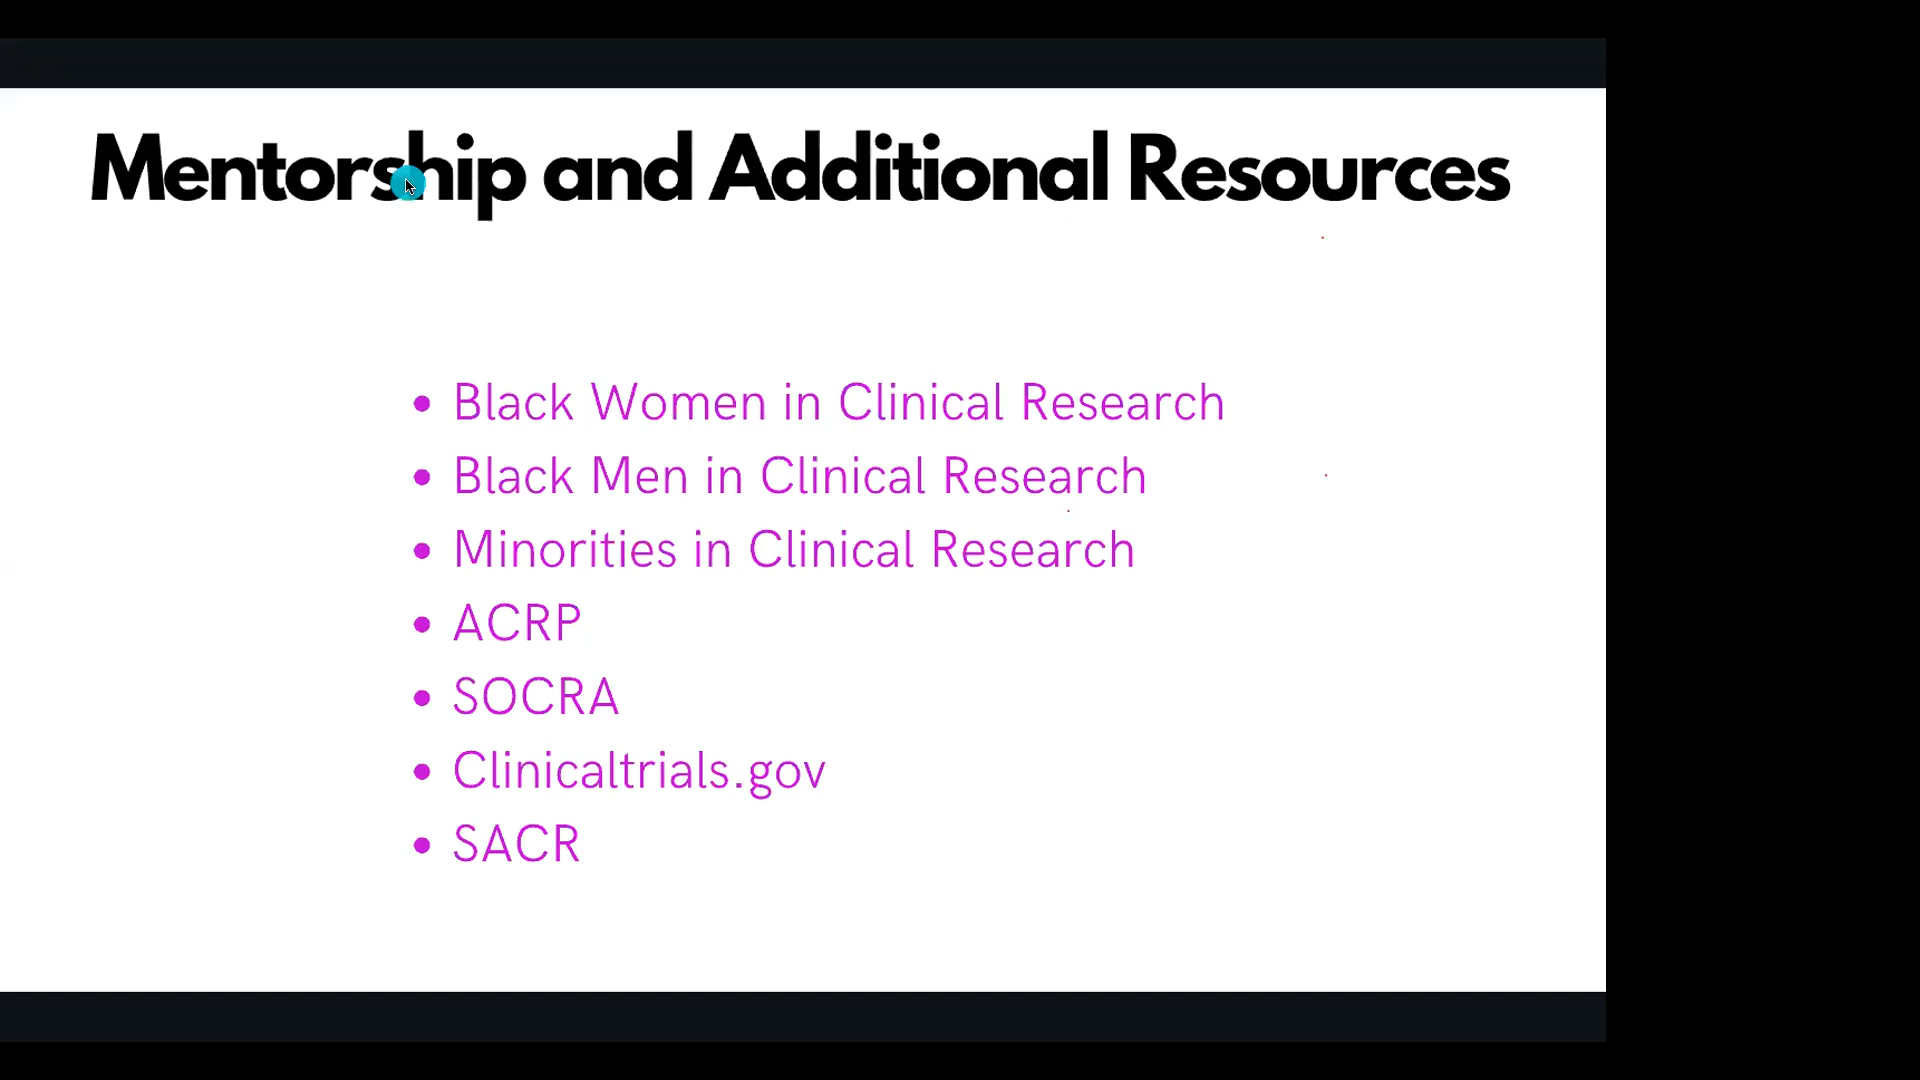 Mentorship and Additional Resources
• Black Women in Clinical Research
• Black Men in Clinical Research
• Minorities in Clinical Research
• ACRP
• SOCRA
• Clinicaltrials.gov
• SACR